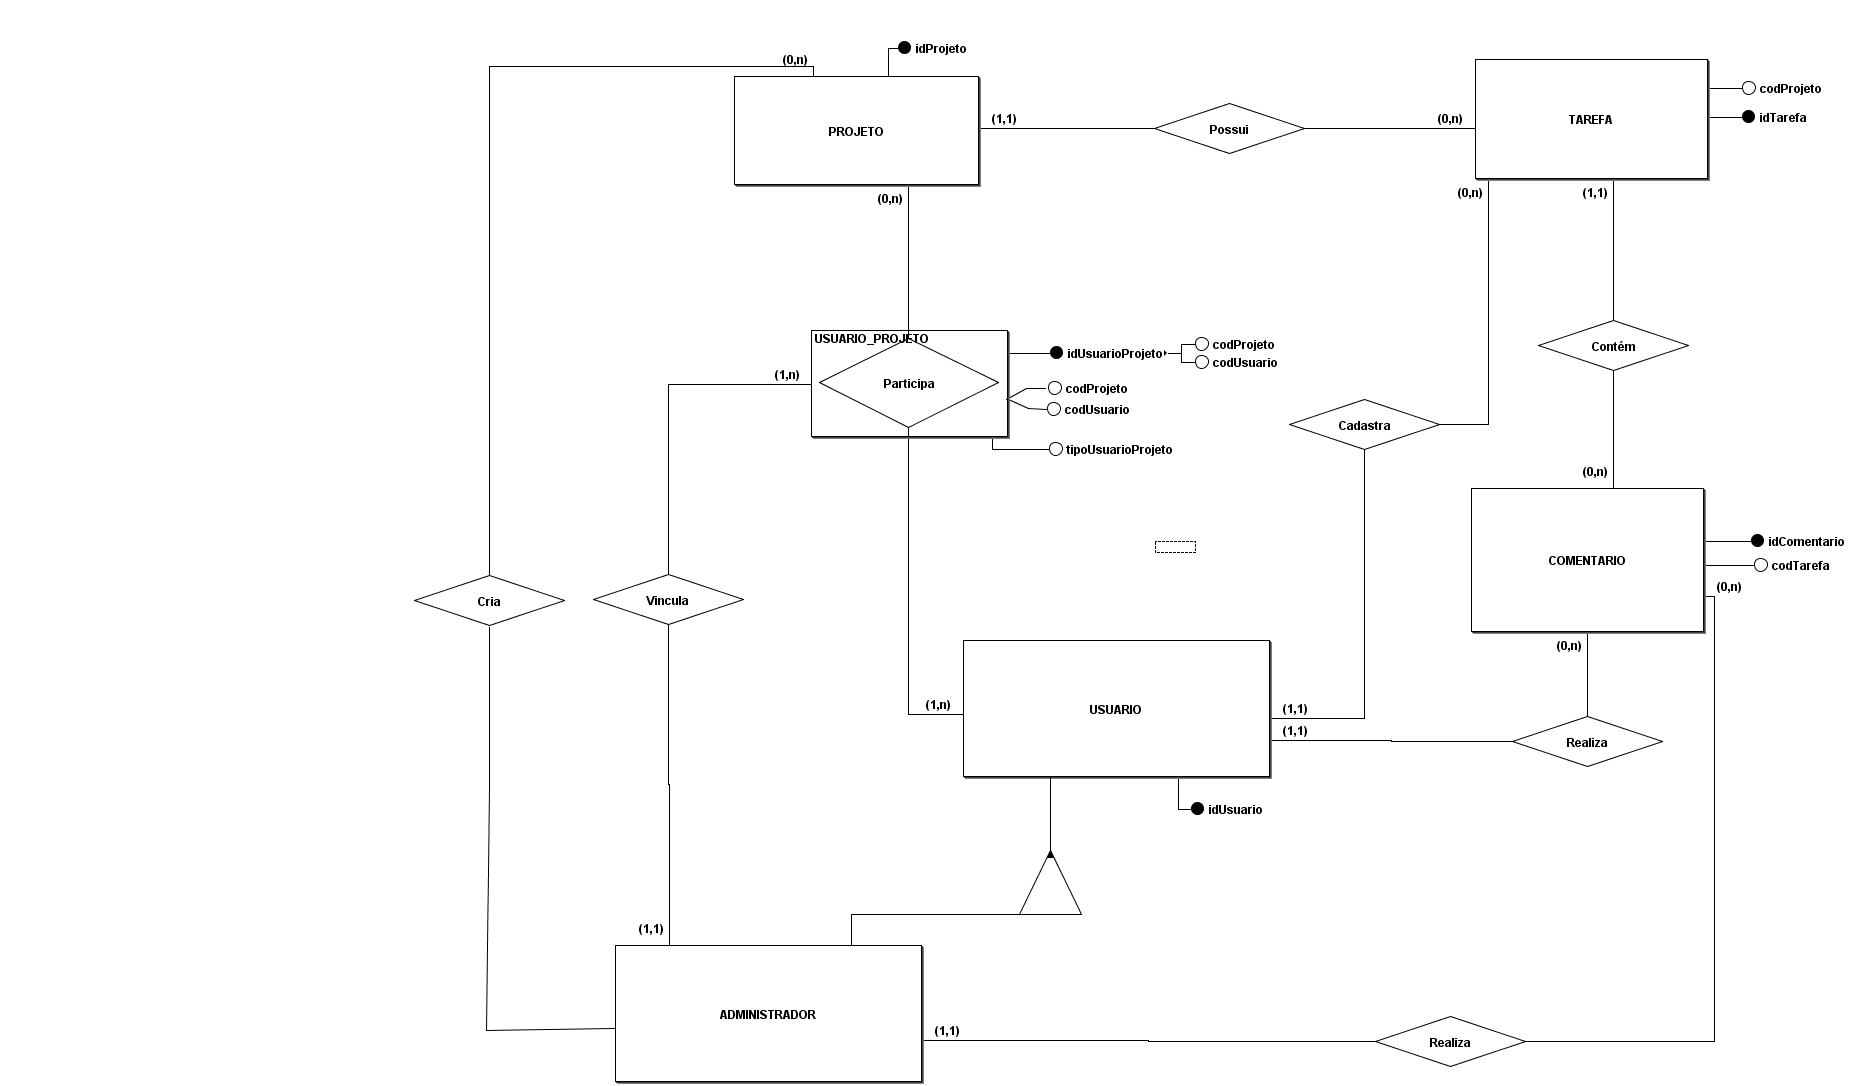 idProjeto
(0,n)
PROJETO
(1,1)
Possui
(0,n)
TAREFA
codProjeto
idTarefa
(0,n)
(0,n)
(1,1)
USUARIO_PROJETO
Participa
(1,n)
idUsuarioProjeto
codProjeto
codUsuario
codProjeto
codUsuario
tipoUsuarioProjeto
Contém
Cadastra
(0,n)
COMENTARIO
idComentario
codTarefa
(0,n)
(0,n)
Cria
Vincula
(1,n)
USUARIO
(1,1)
(1,1)
Realiza
idUsuario
(1,1)
ADMINISTRADOR
(1,1)
Realiza